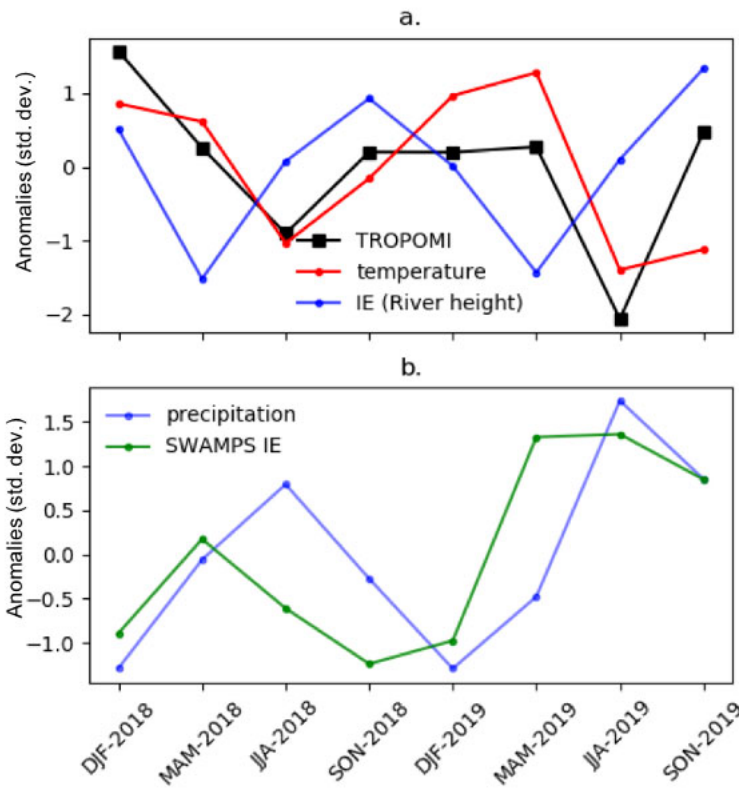 a.
Anomalies (std. dev.)
1
0
−1
−2
TROPOMI
temperature
IE (River height)
b.
Anomalies (std. dev.)
1.5
1.0
0.5
0.0
−0.5
−1.0
precipitation
SWAMPS IE
DJF-2018
MAM-2018
JJA-2018
SON-2018
DJF-2019
MAM-2019
JJA-2019
SON-2019